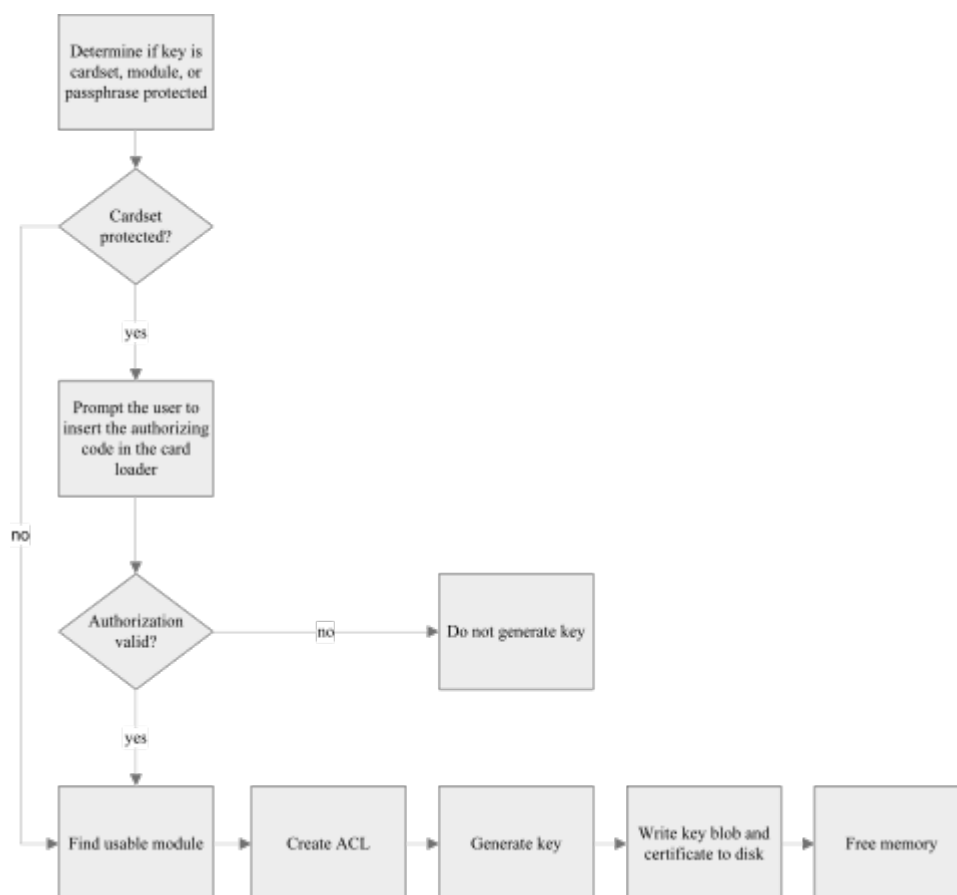 Determine if key is
cardset, module, or
passphrase protected
Cardset
protected?
yes
Prompt the user to
insert the authorizing
code in the card
loader
no
Authorization
valid?
no
Do not generate key
yes
Find usable module
Create ACL
Generate key
Write key blob and
certificate to disk
Free memory